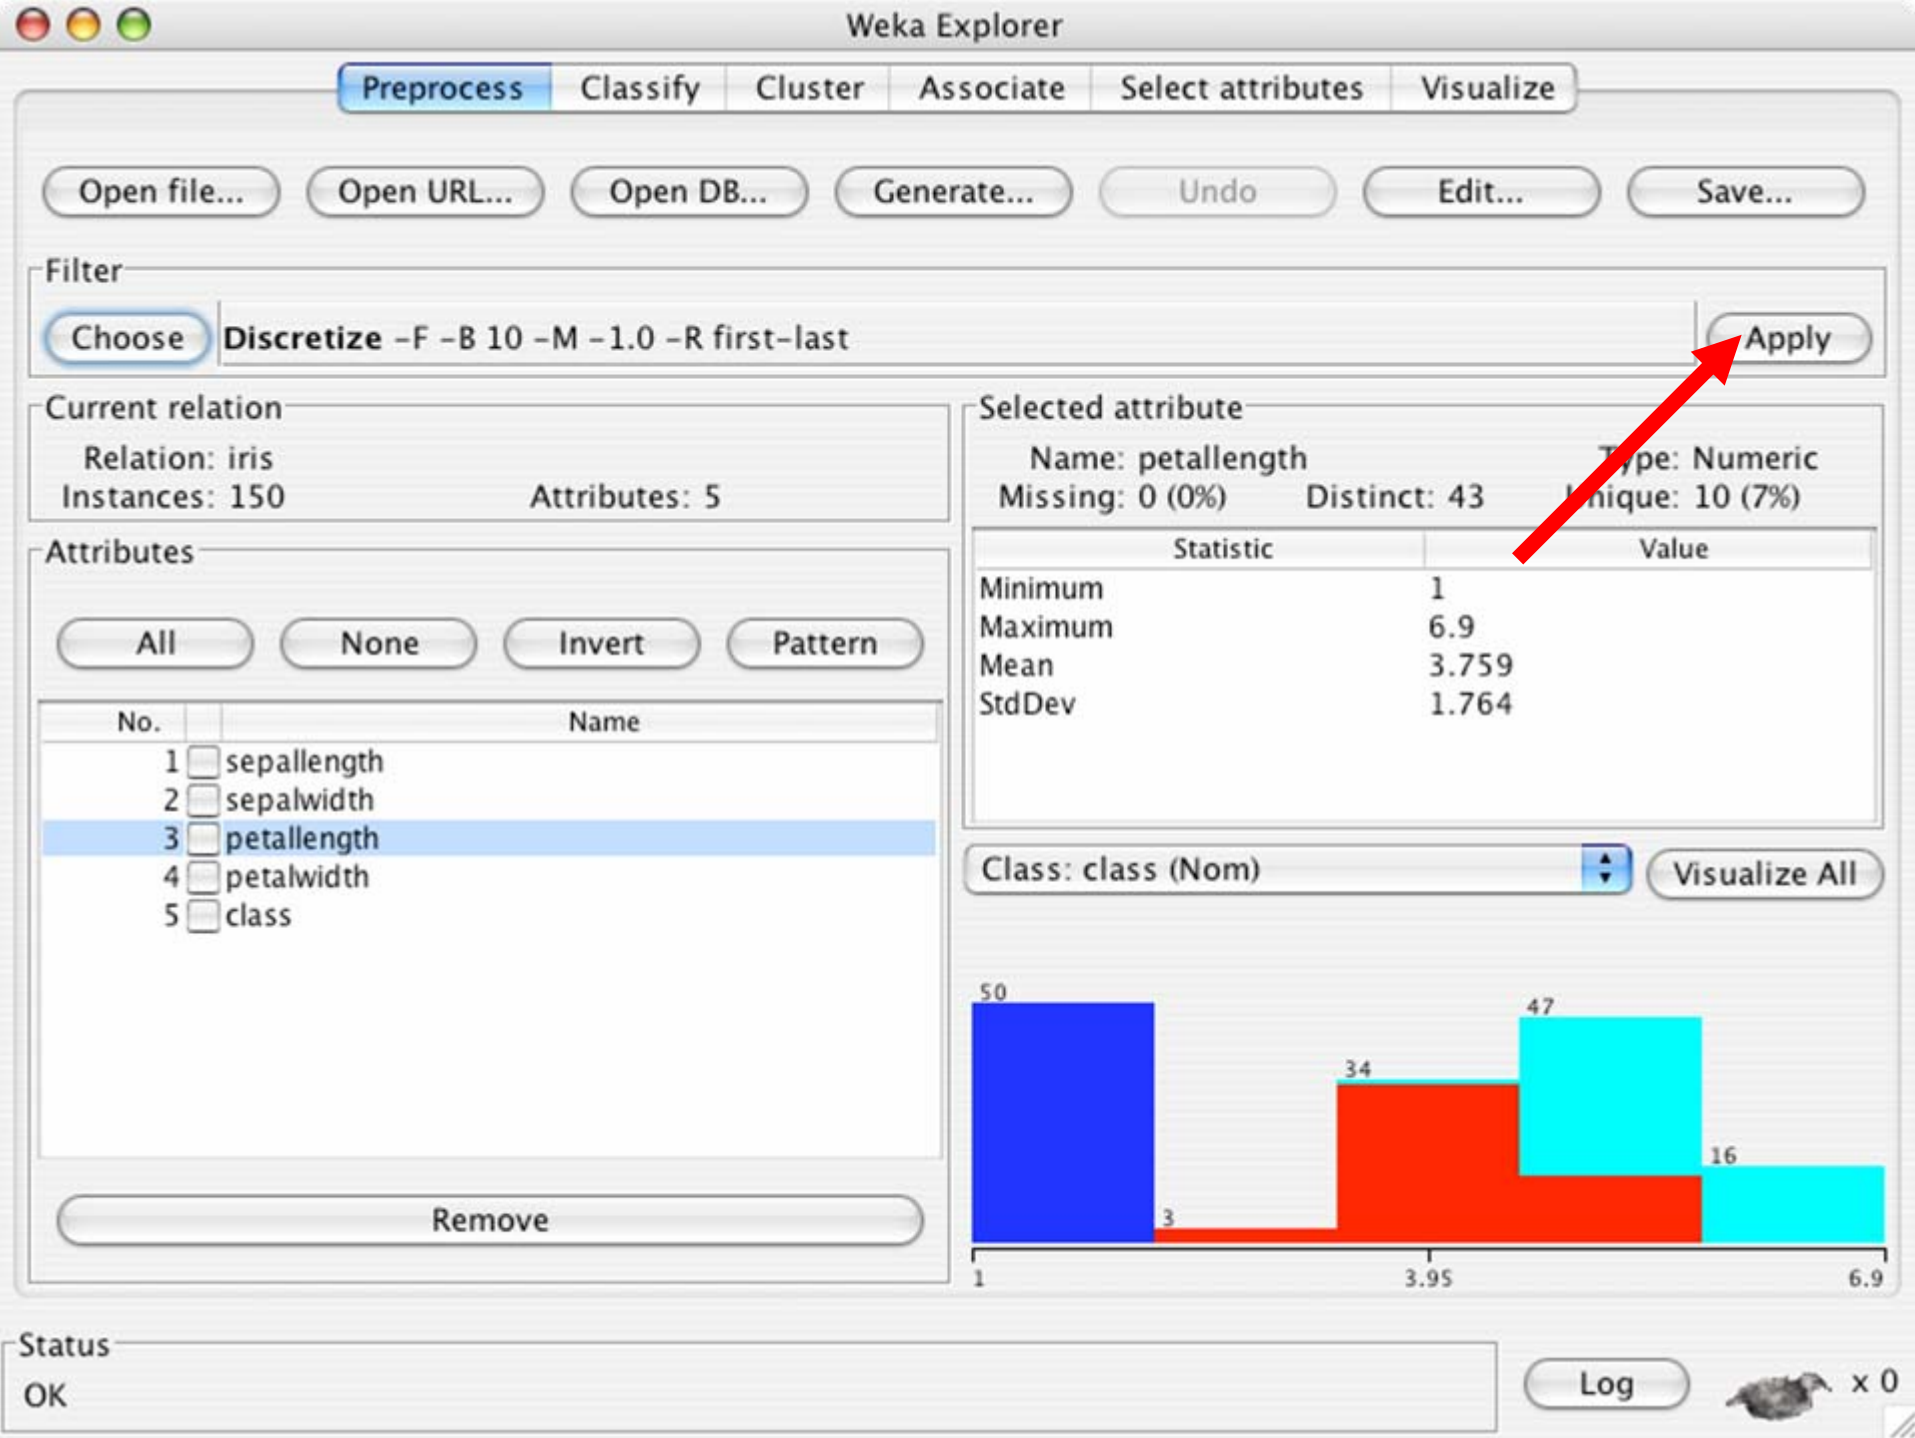 Weka Explorer
Preprocess Classify Cluster Associate Select attributes Visualize
Open file... Open URL... Open DB... Generate... Undo Edit... Save...
Filter
Choose Discretize -F -B 10 -M -1.0 -R first-last Apply
Current relation
Relation: iris
Instances: 150 Attributes: 5
Selected attribute
Name: petallength Type: Numeric
Missing: 0 (0%) Distinct: 43 Unique: 10 (7%)
Statistic Value
Minimum 1
Maximum 6.9
Mean 3.759
StdDev 1.764
Attributes
All None Invert Pattern
No. Name
1 sepallength
2 sepalwidth
3 petallength
4 petalwidth
5 class
Remove
Class: class (Nom) Visualize All
50
3
34
47
16
1 3.95 6.9
Status
OK
Log x 0